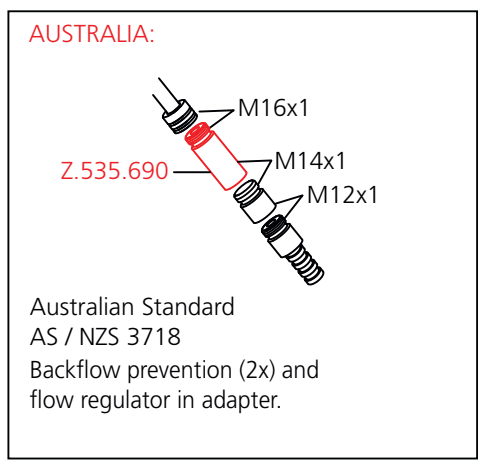 AUSTRALIA:
M16x1
Z.535.690
M14x1
M12x1
Australian Standard
AS / NZS 3718
Backflow prevention (2x) and
flow regulator in adapter.